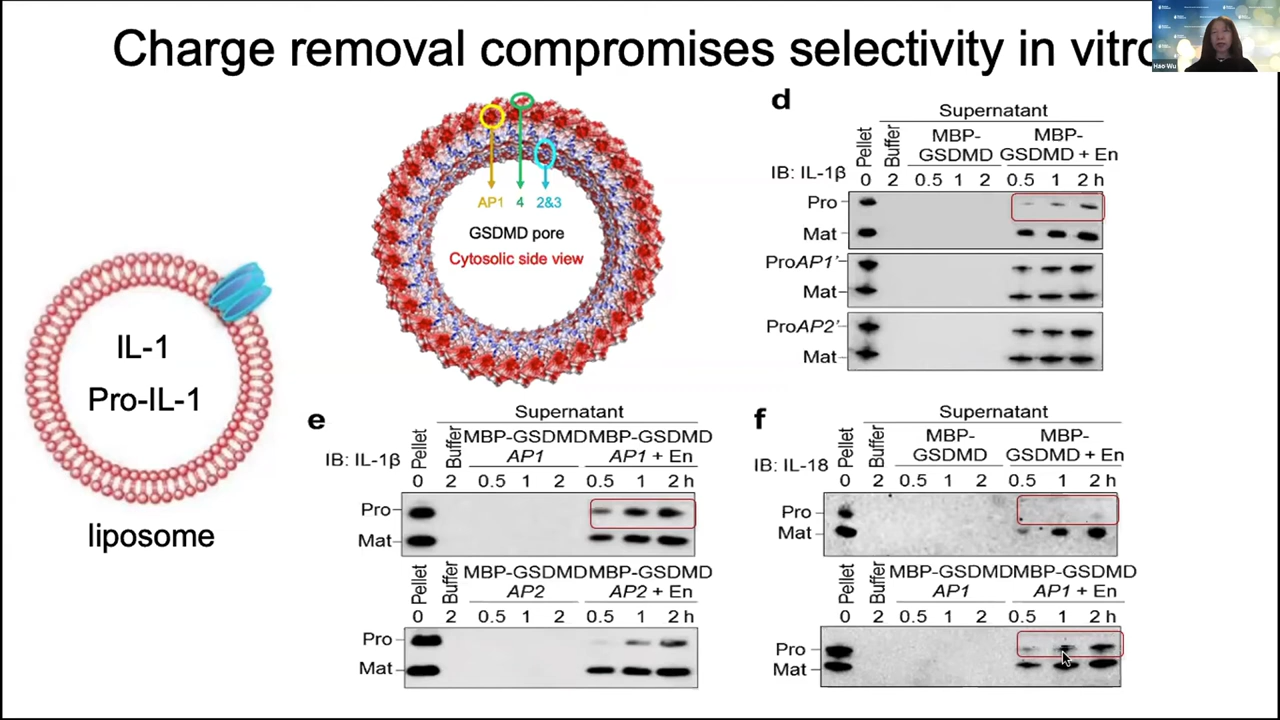 Charge removal compromises selectivity in vitro
Hao Wu
AP1 4 2&3
GSDMD pore
Cytosolic side view
IL-1
Pro-IL-1
liposome
d
Supernatant
Pellet
Buffer
MBP-
GSDMD
MBP-
GSDMD + En
IB: IL-1β
0 2 0.5 1 2 0.5 1 2 h
Pro
Mat
ProAP1'
Mat
ProAP2'
Mat
e
Supernatant
Pellet
Buffer
MBP-GSDMD
AP1
MBP-GSDMD
AP1 + En
IB: IL-1β
0 2 0.5 1 2 0.5 1 2 h
Pro
Mat
Pellet
Buffer
MBP-GSDMD
AP2
MBP-GSDMD
AP2 + En
0 2 0.5 1 2 0.5 1 2 h
Pro
Mat
f
Supernatant
Pellet
Buffer
MBP-
GSDMD
MBP-
GSDMD + En
IB: IL-18
0 2 0.5 1 2 0.5 1 2 h
Pro
Mat
Pellet
Buffer
MBP-GSDMD
AP1
MBP-GSDMD
AP1 + En
0 2 0.5 1 2 0.5 1 2 h
Pro
Mat